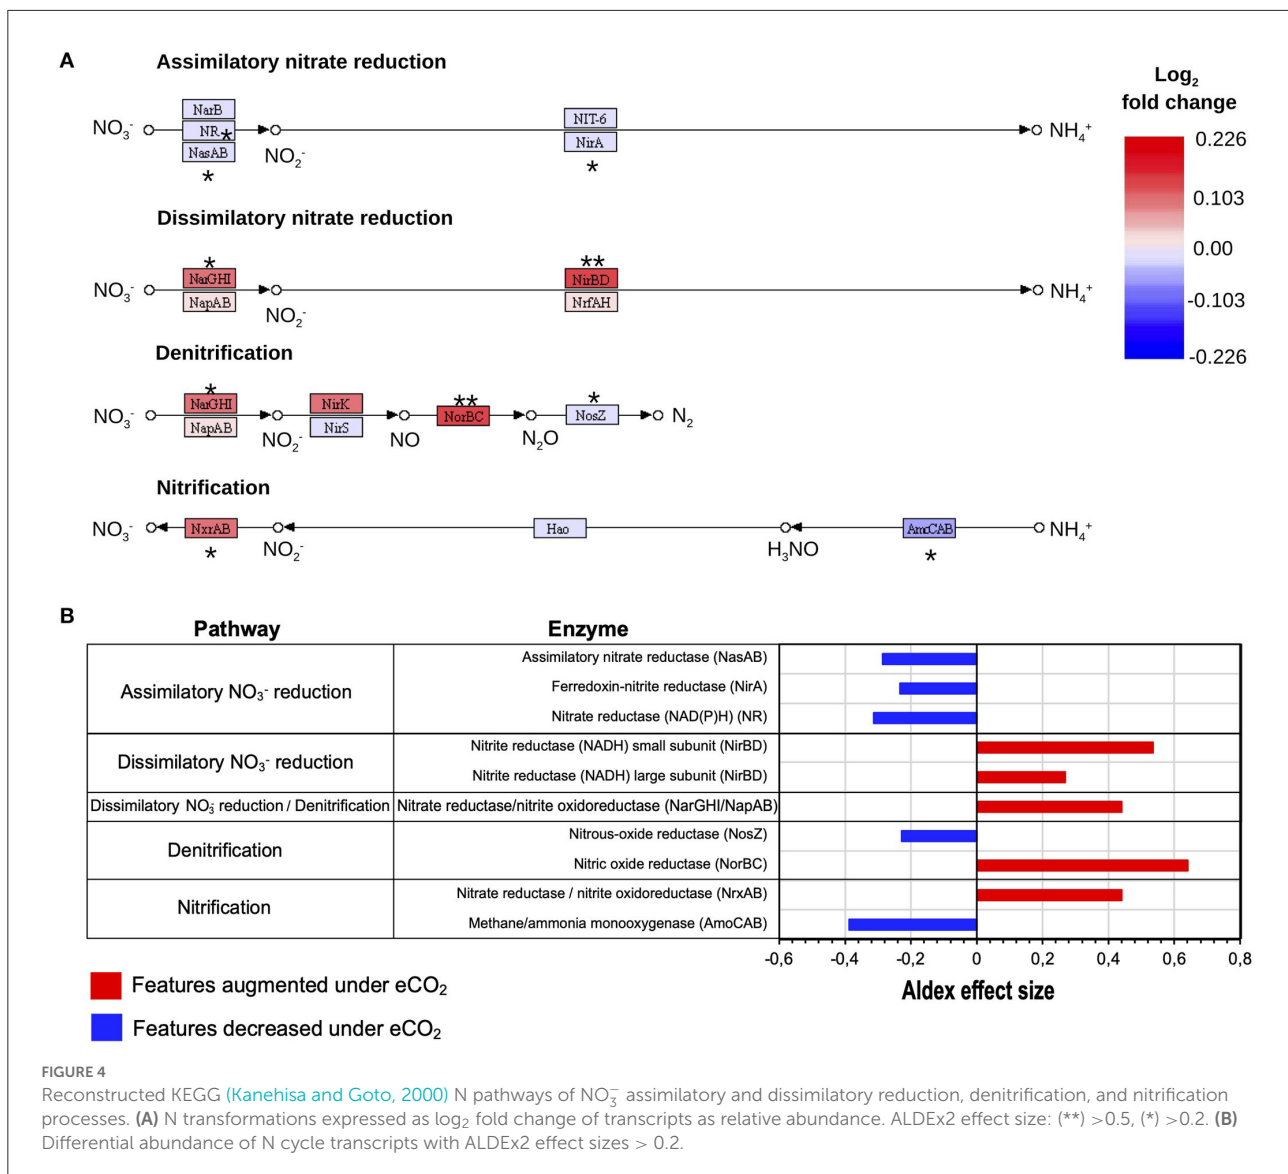 A
Assimilatory nitrate reduction
NO3-
NarB
NR*
NasAB
*
NO2-
NIT-6
NirA
*
NH4+
Dissimilatory nitrate reduction
NO3-
*
NarGHI
NapAB
NO2-
**
NirBD
NrfAH
NH4+
Denitrification
NO3-
*
NarGHI
NapAB
NO2-
NirK
NirS
NO
**
NorBC
N2O
*
NosZ
N2
Nitrification
NO3-
NxrAB
*
NO2-
Hao
H3NO
AmoCAB
*
NH4+
Log2
fold change
0.226
0.103
0.00
-0.103
-0.226
B
Pathway Enzyme
Assimilatory NO3- reduction
Assimilatory nitrate reductase (NasAB)
Ferredoxin-nitrite reductase (NirA)
Nitrate reductase (NAD(P)H) (NR)
Dissimilatory NO3- reduction
Nitrite reductase (NADH) small subunit (NirBD)
Nitrite reductase (NADH) large subunit (NirBD)
Dissimilatory NO3- reduction / Denitrification Nitrate reductase/nitrite oxidoreductase (NarGHI/NapAB)
Denitrification
Nitrous-oxide reductase (NosZ)
Nitric oxide reductase (NorBC)
Nitrification
Nitrate reductase / nitrite oxidoreductase (NrxAB)
Methane/ammonia monooxygenase (AmoCAB)
-0,6 -0,4 -0,2 0 0,2 0,4 0,6 0,8
Aldex effect size
Features augmented under eCO2
Features decreased under eCO2
FIGURE 4
Reconstructed KEGG (Kanehisa and Goto, 2000) N pathways of NO3− assimilatory and dissimilatory reduction, denitrification, and nitrification
processes. (A) N transformations expressed as log2 fold change of transcripts as relative abundance. ALDEx2 effect size: (**) >0.5, (*) >0.2. (B)
Differential abundance of N cycle transcripts with ALDEx2 effect sizes > 0.2.